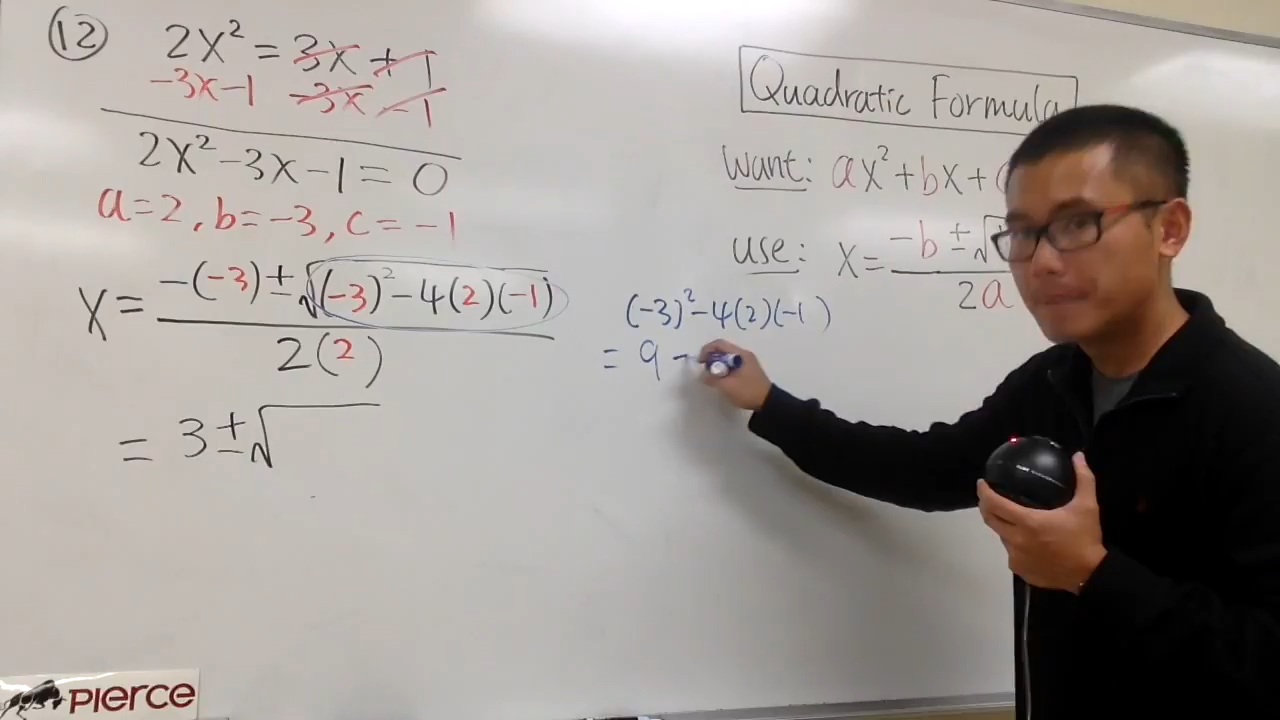 12
2x² = 3x + 1
-3x-1 -3x -1
2x²-3x-1=0
a=2, b=-3, c=-1
x= -(-3)±√(-3)²-4(2)(-1)
2(2)
= 3±√
Quadratic Formula
Want: ax²+bx+
use: x= -b±√
2a
(-3)²-4(2)(-1)
= 9 -
PIERCE